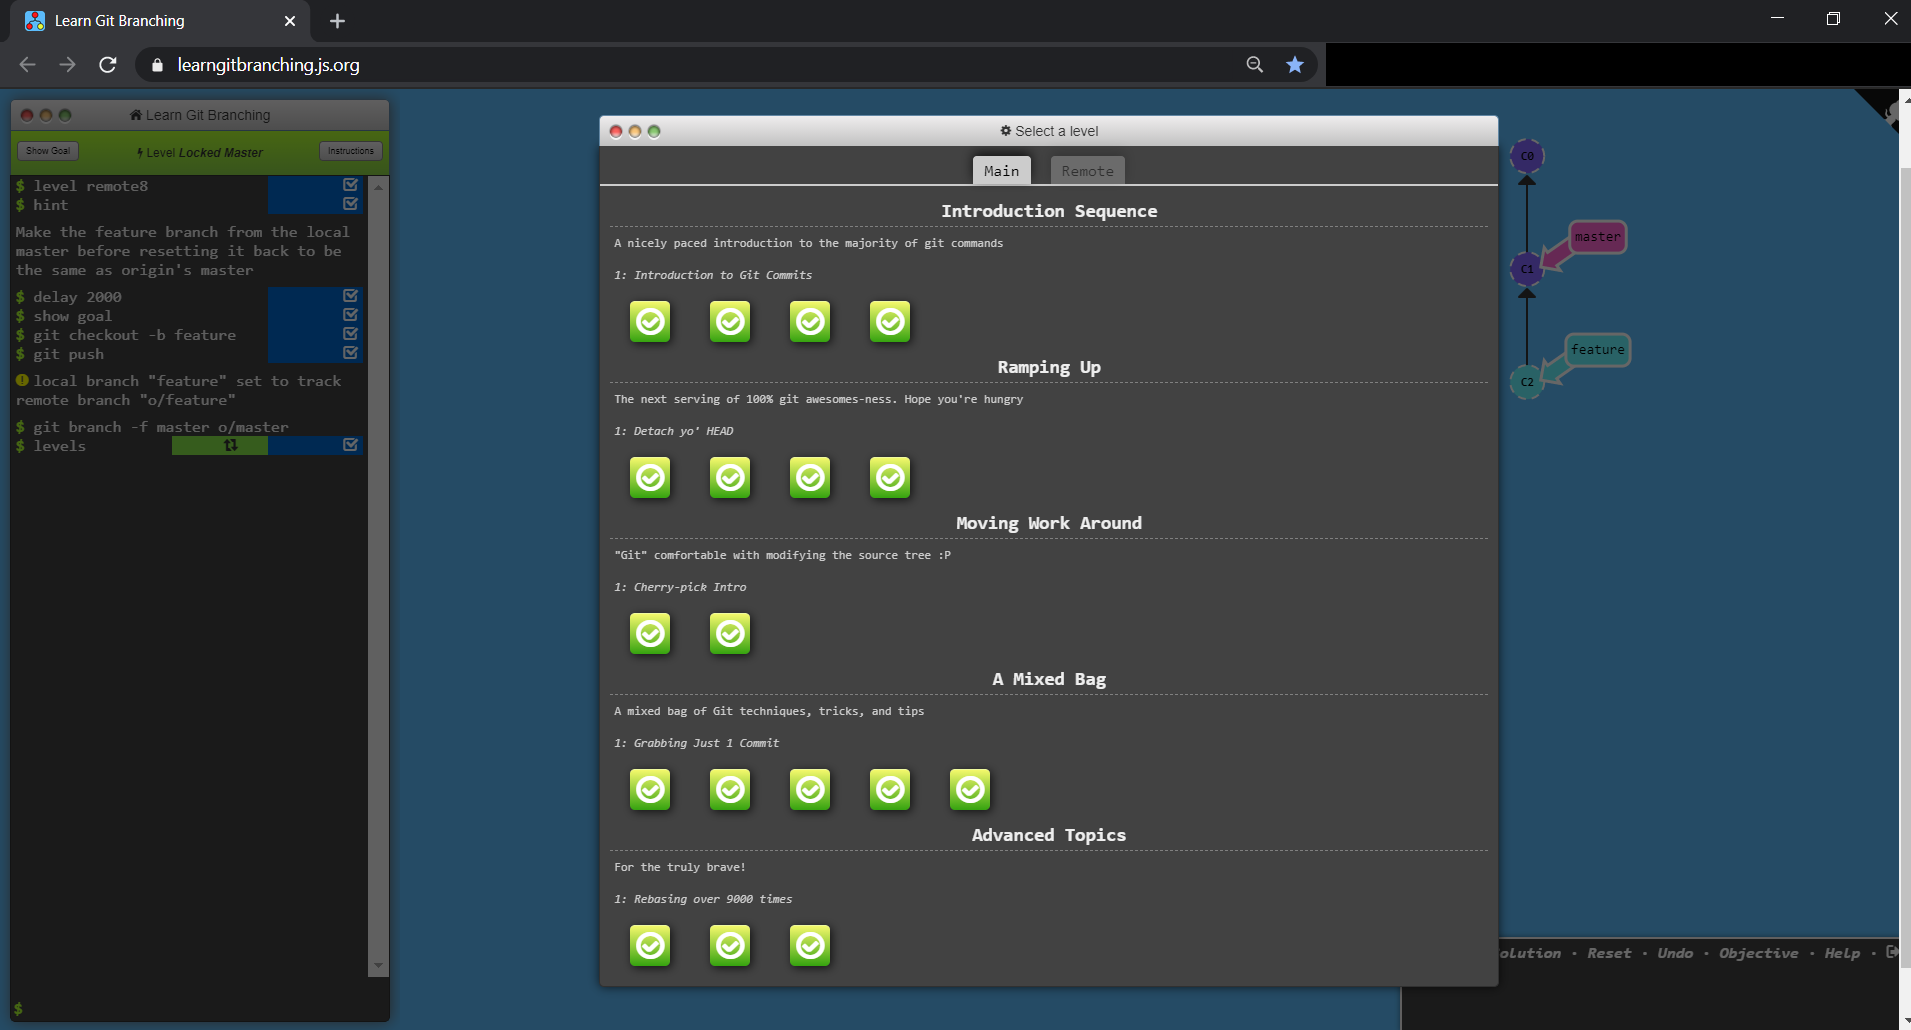 Learn Git Branching
learngitbranching.js.org
Learn Git Branching
Show Goal
Level Locked Master
Instructions
$ level remote8
$ hint
Make the feature branch from the local
master before resetting it back to be
the same as origin's master
$ delay 2000
$ show goal
$ git checkout -b feature
$ git push
local branch "feature" set to track
remote branch "o/feature"
$ git branch -f master o/master
$ levels
$
Select a level
Main
Remote
Introduction Sequence
A nicely paced introduction to the majority of git commands
1: Introduction to Git Commits
Ramping Up
The next serving of 100% git awesomes-ness. Hope you're hungry
1: Detach yo' HEAD
Moving Work Around
"Git" comfortable with modifying the source tree :P
1: Cherry-pick Intro
A Mixed Bag
A mixed bag of Git techniques, tricks, and tips
1: Grabbing Just 1 Commit
Advanced Topics
For the truly brave!
1: Rebasing over 9000 times
C0
master
C1
feature
C2
olution · Reset · Undo · Objective · Help ·